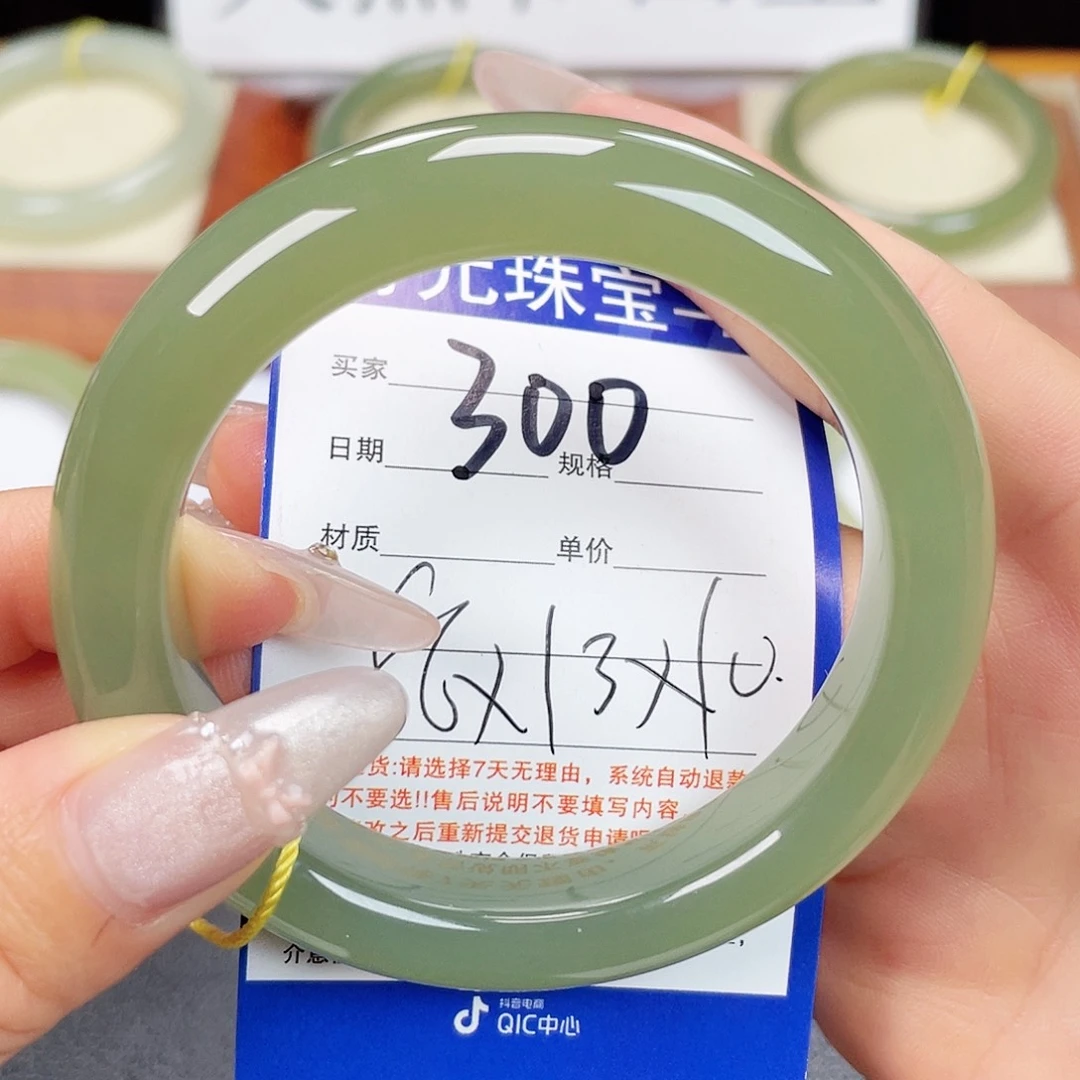 元珠宝
买家 300
日期 规格
材质 单价
6x13x10.
货:请选择7天无理由，系统自动退款
不要选!!售后说明不要填写内容
改之后重新提交退货申请
抖音电商
QIC中心